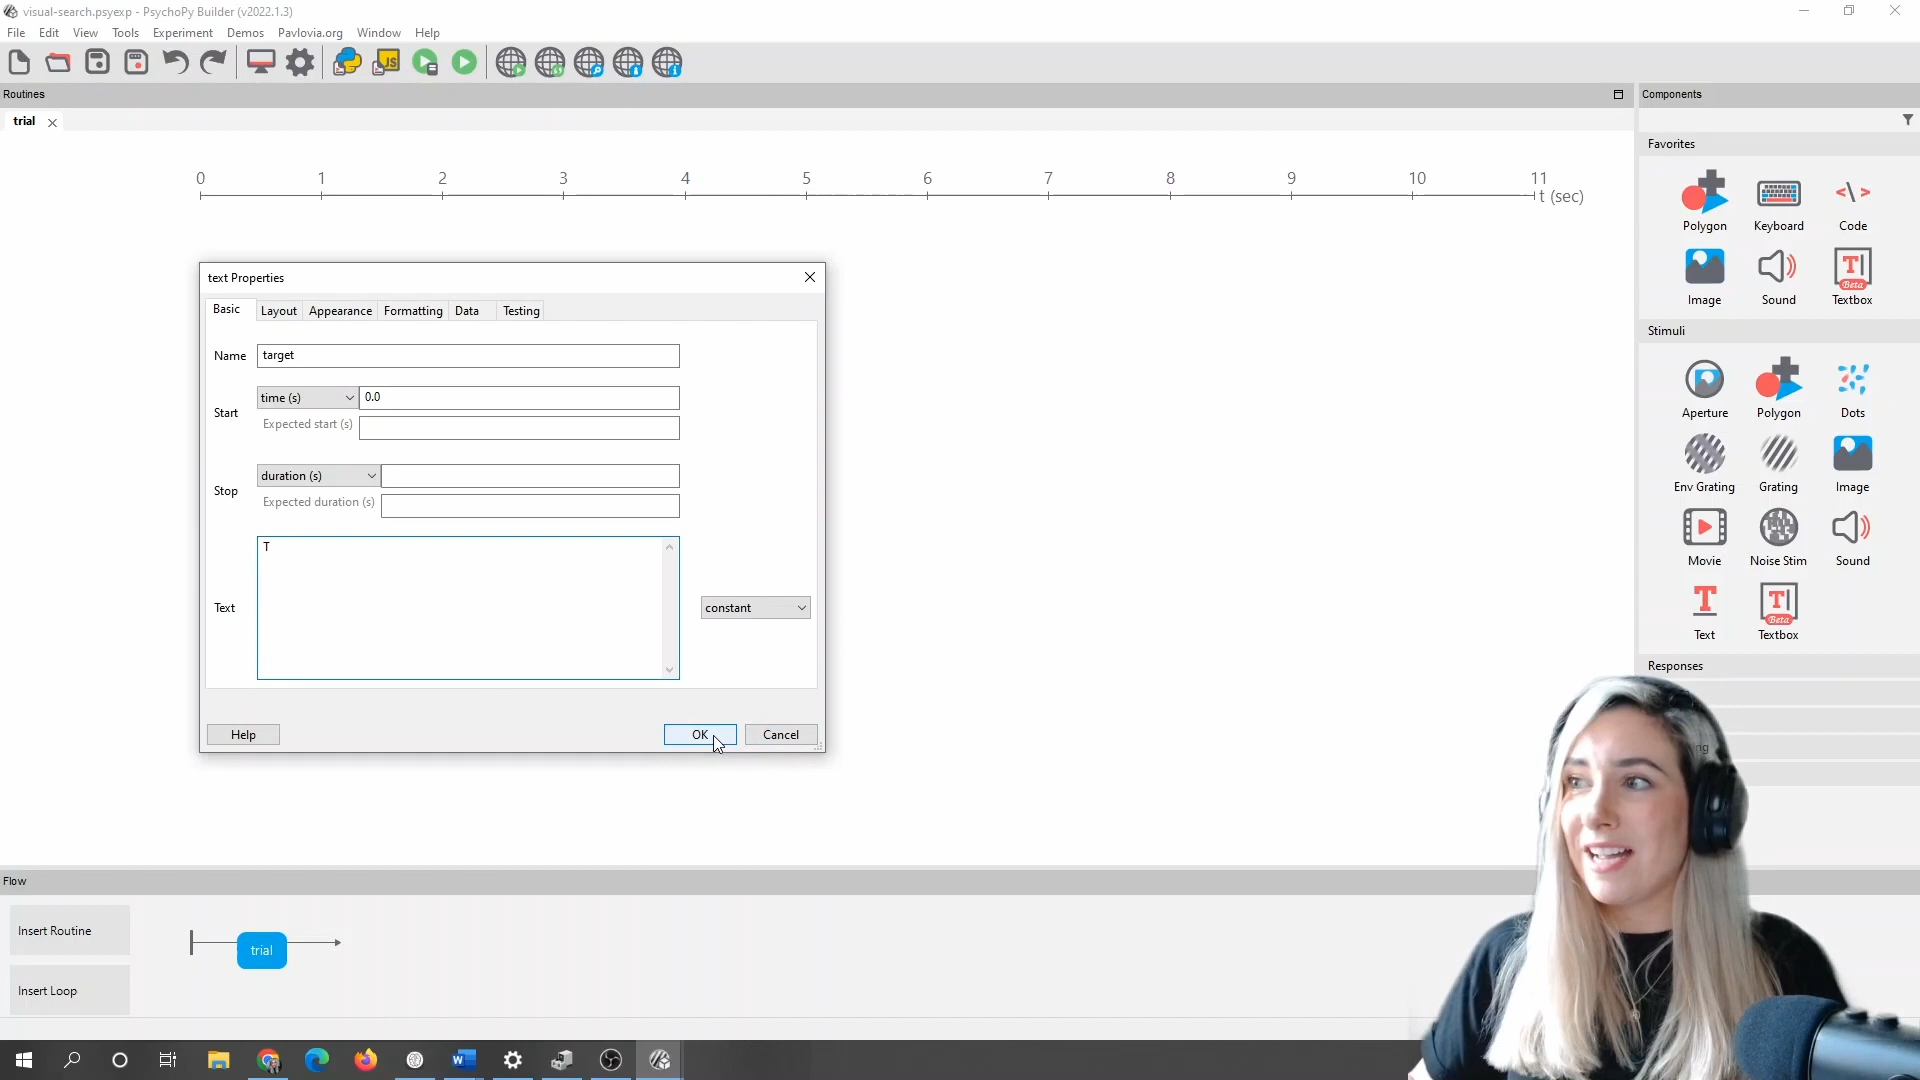 visual-search.psyexp - PsychoPy Builder (v2022.1.3)
File Edit View Tools Experiment Demos Pavlovia.org Window Help
JS
Routines
trial
0 1 2 3 4 5 6 7 8 9 10 11
t (sec)
text Properties
Basic Layout Appearance Formatting Data Testing
Name target
Start time (s) 0.0
Expected start (s)
Stop duration (s)
Expected duration (s)
Text T constant
Help OK Cancel
Components
Favorites
Polygon Keyboard Code
Image Sound Textbox
Beta
Stimuli
Aperture Polygon Dots
Env Grating Grating Image
Movie Noise Stim Sound
Text Textbox
Beta
Responses
ng
Flow
Insert Routine
trial
Insert Loop